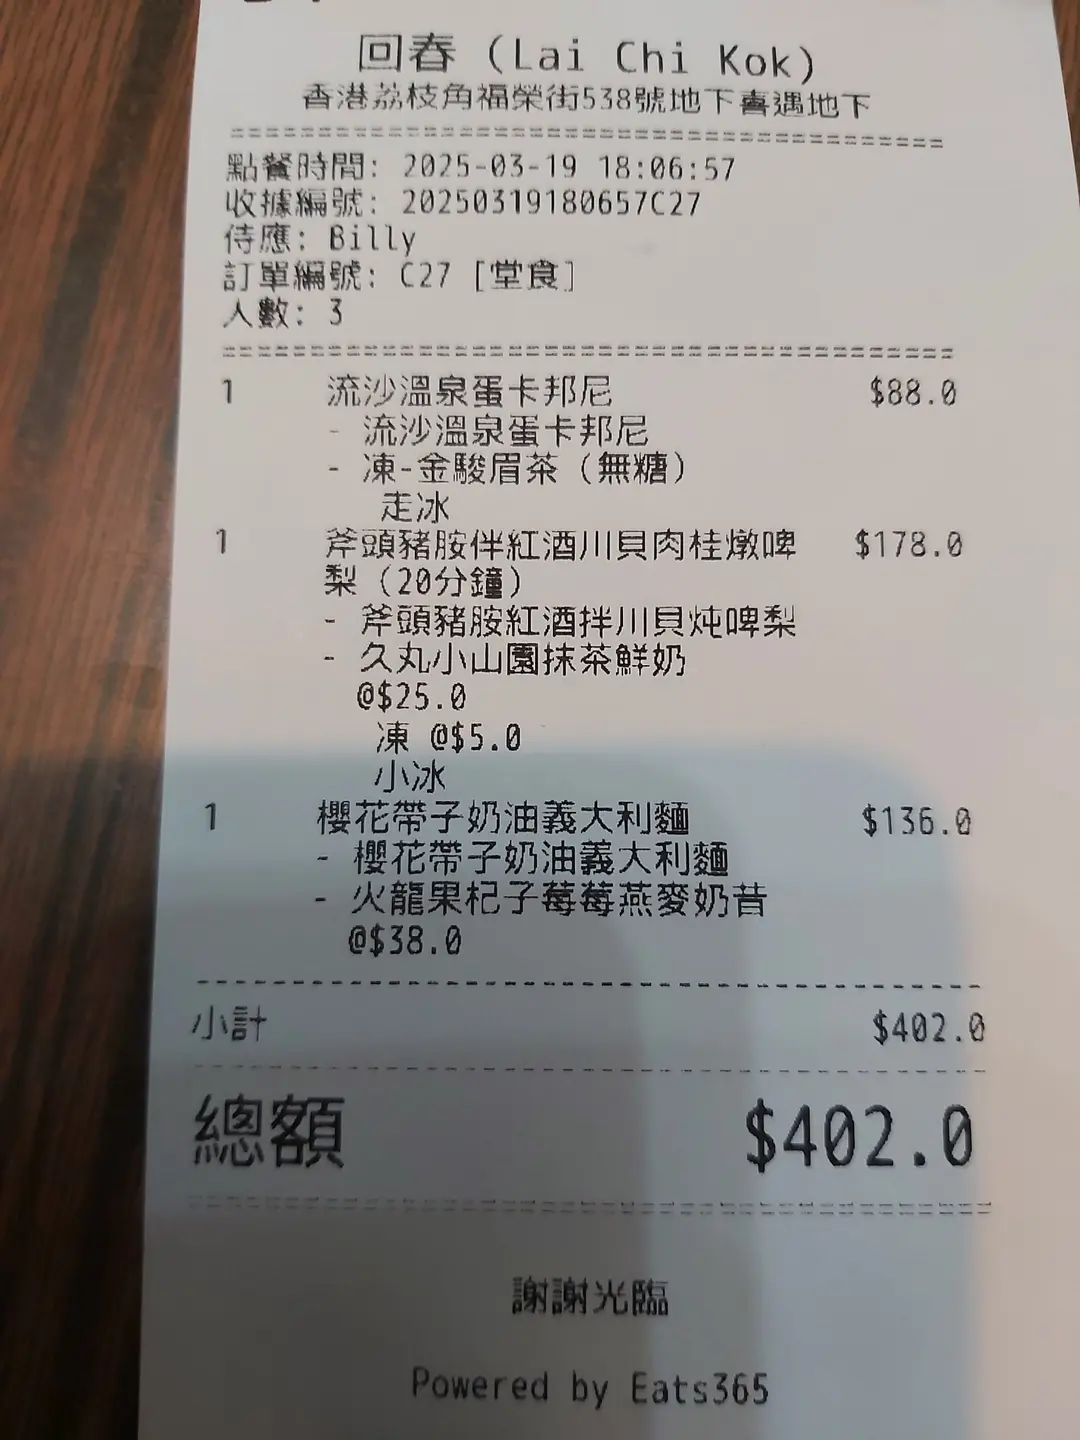 回春 (Lai Chi Kok)
香港荔枝角福榮街538號地下喜遇地下
點餐時間: 2025-03-19 18:06:57
收據編號: 20250319180657C27
侍應: Billy
訂單編號: C27 [堂食]
人數: 3
1 流沙溫泉蛋卡邦尼 $88.0
- 流沙溫泉蛋卡邦尼
- 凍-金駿眉茶 (無糖)
走冰
1 斧頭豬胺伴紅酒川貝肉桂燉啤 $178.0
梨 (20分鐘)
- 斧頭豬胺紅酒拌川貝炖啤梨
- 久丸小山園抹茶鮮奶
@$25.0
凍 @$5.0
小冰
1 櫻花帶子奶油義大利麵 $136.0
- 櫻花帶子奶油義大利麵
- 火龍果杞子莓莓燕麥奶昔
@$38.0
小計 $402.0
總額 $402.0
謝謝光臨
Powered by Eats365